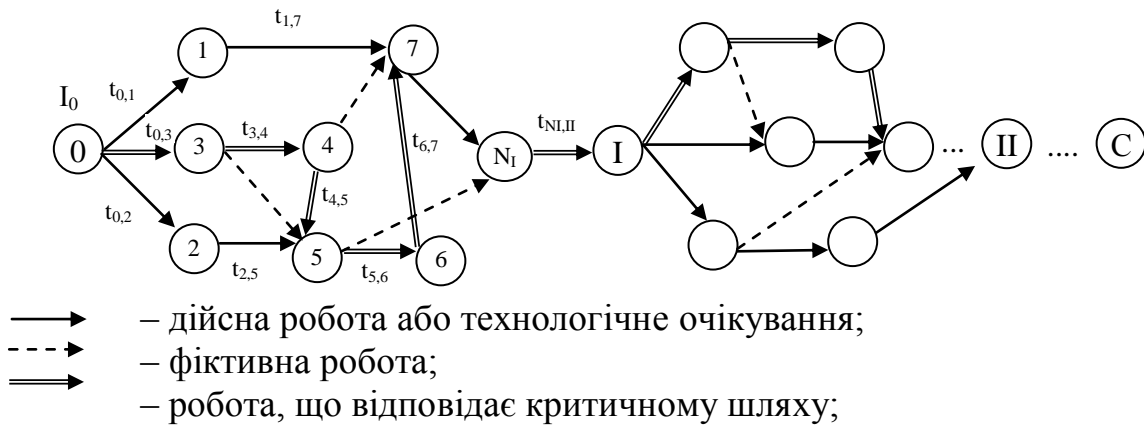 t1,7
1
7
t0,1
I0
t0,3
t3,4
tNI,II
0
3
4
t6,7
NI
I
... II .... C
t4,5
t0,2
2
5
6
t2,5
t5,6
– дійсна робота або технологічне очікування;
– фіктивна робота;
– робота, що відповідає критичному шляху;